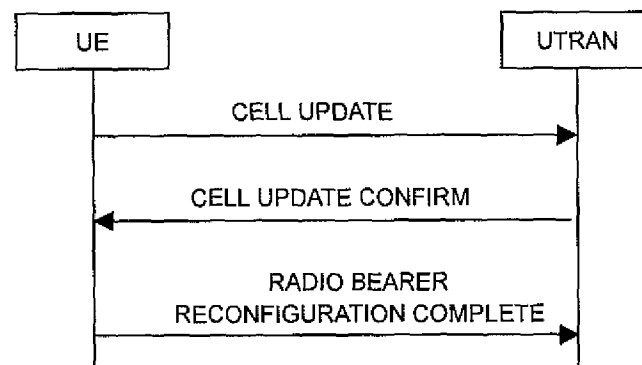 UE
UTRAN
CELL UPDATE
CELL UPDATE CONFIRM
RADIO BEARER
RECONFIGURATION COMPLETE